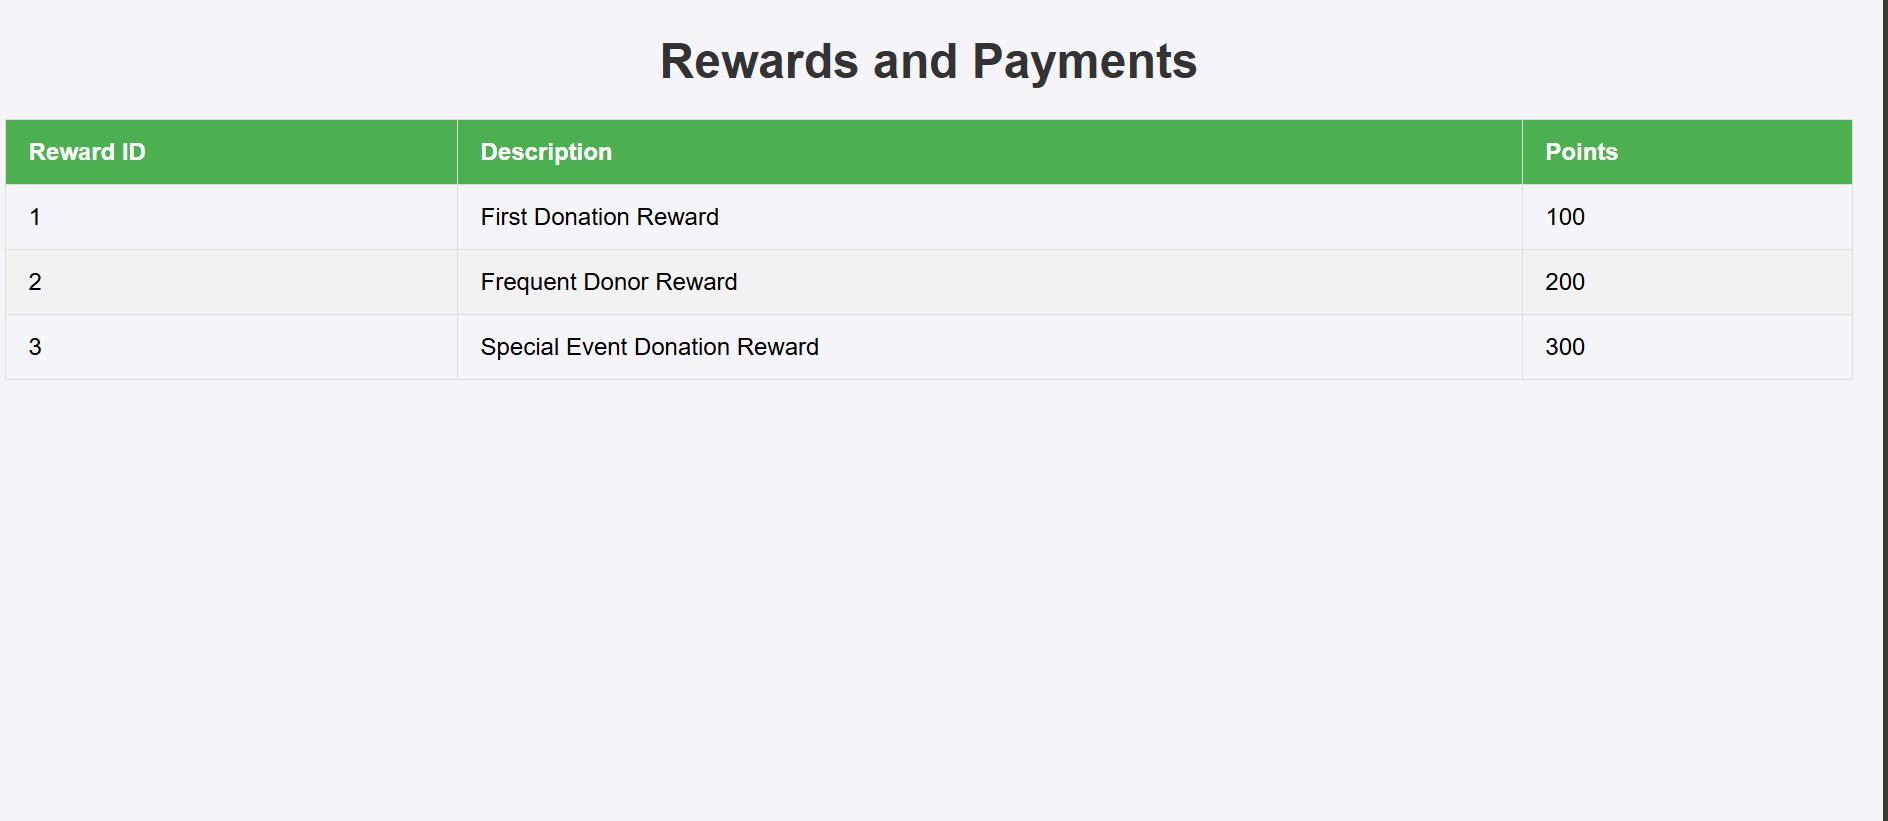 Rewards and Payments
Reward ID Description Points
1 First Donation Reward 100
2 Frequent Donor Reward 200
3 Special Event Donation Reward 300